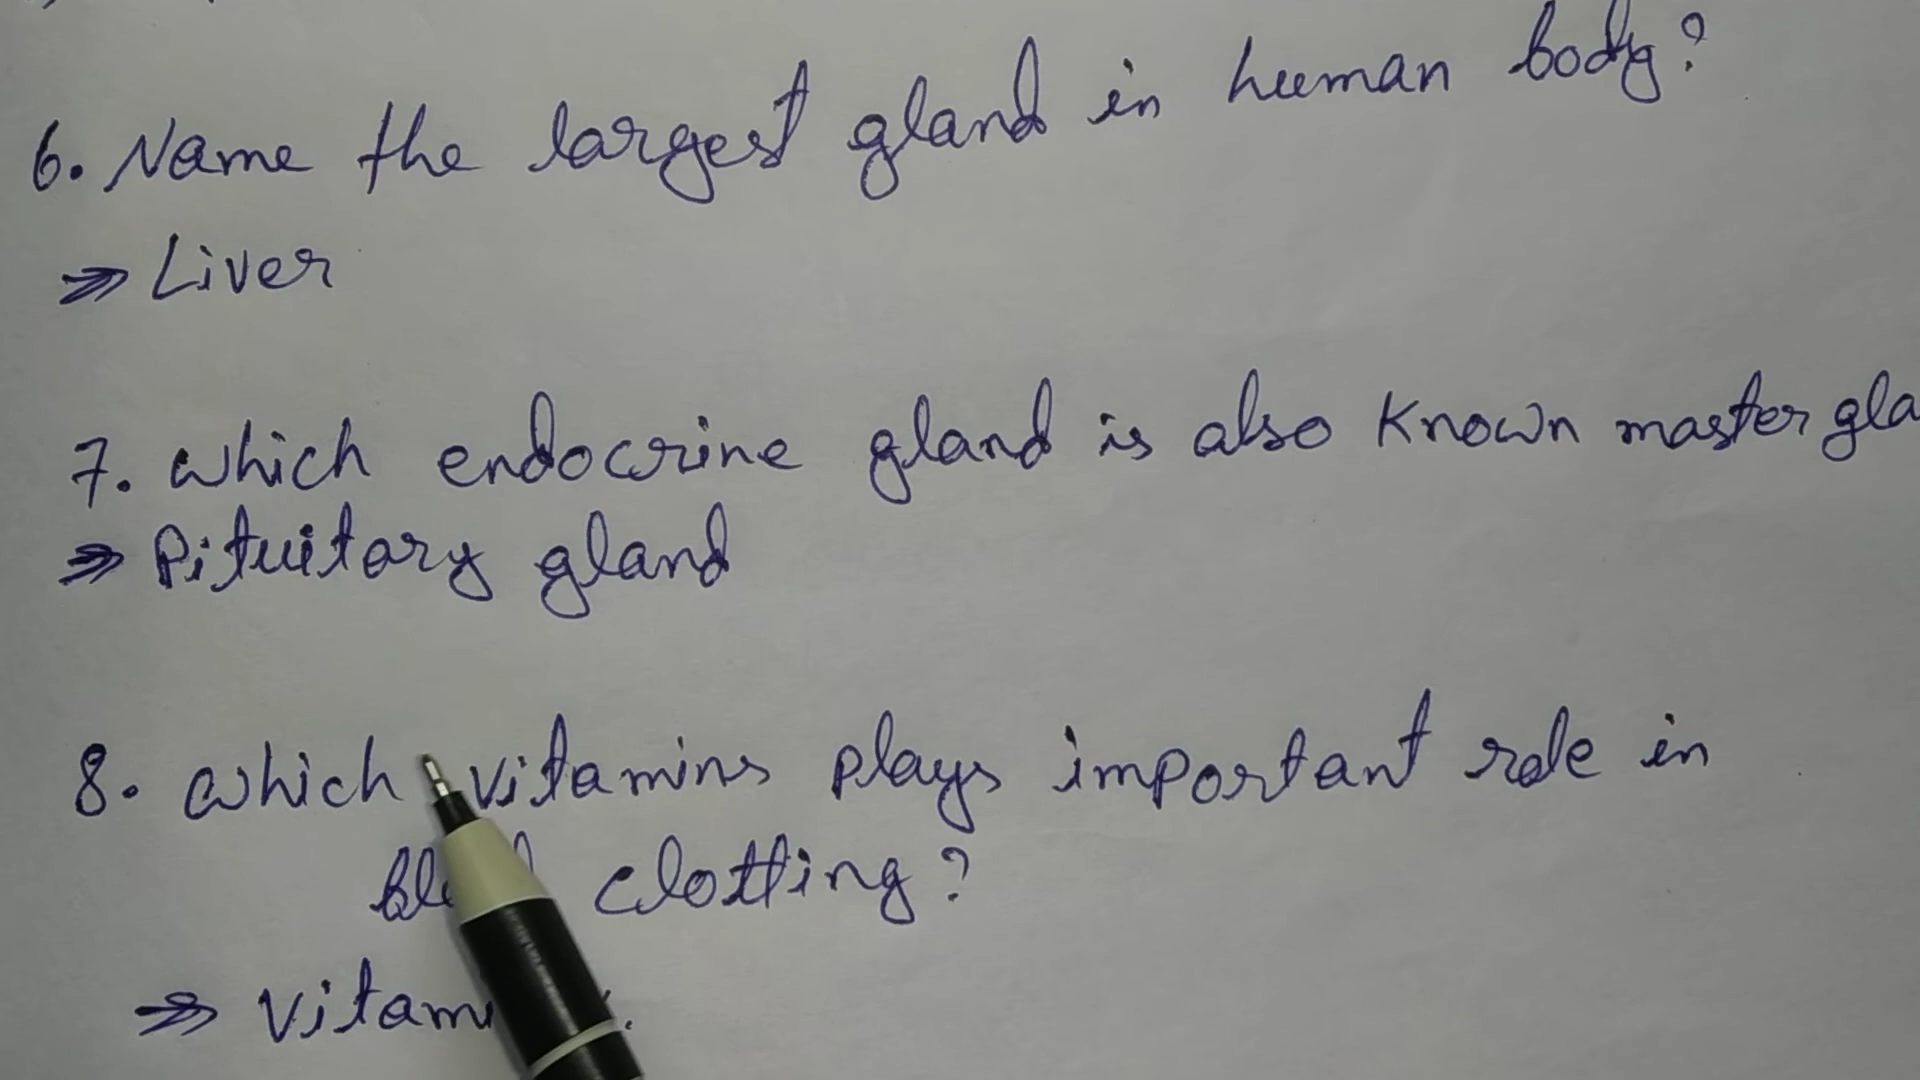 6. Name the largest gland in human body?
⇒ Liver
7. which endocrine gland is also known master gla
⇒ Pituitary gland
8. which vitamins plays important role in
clotting?
⇒